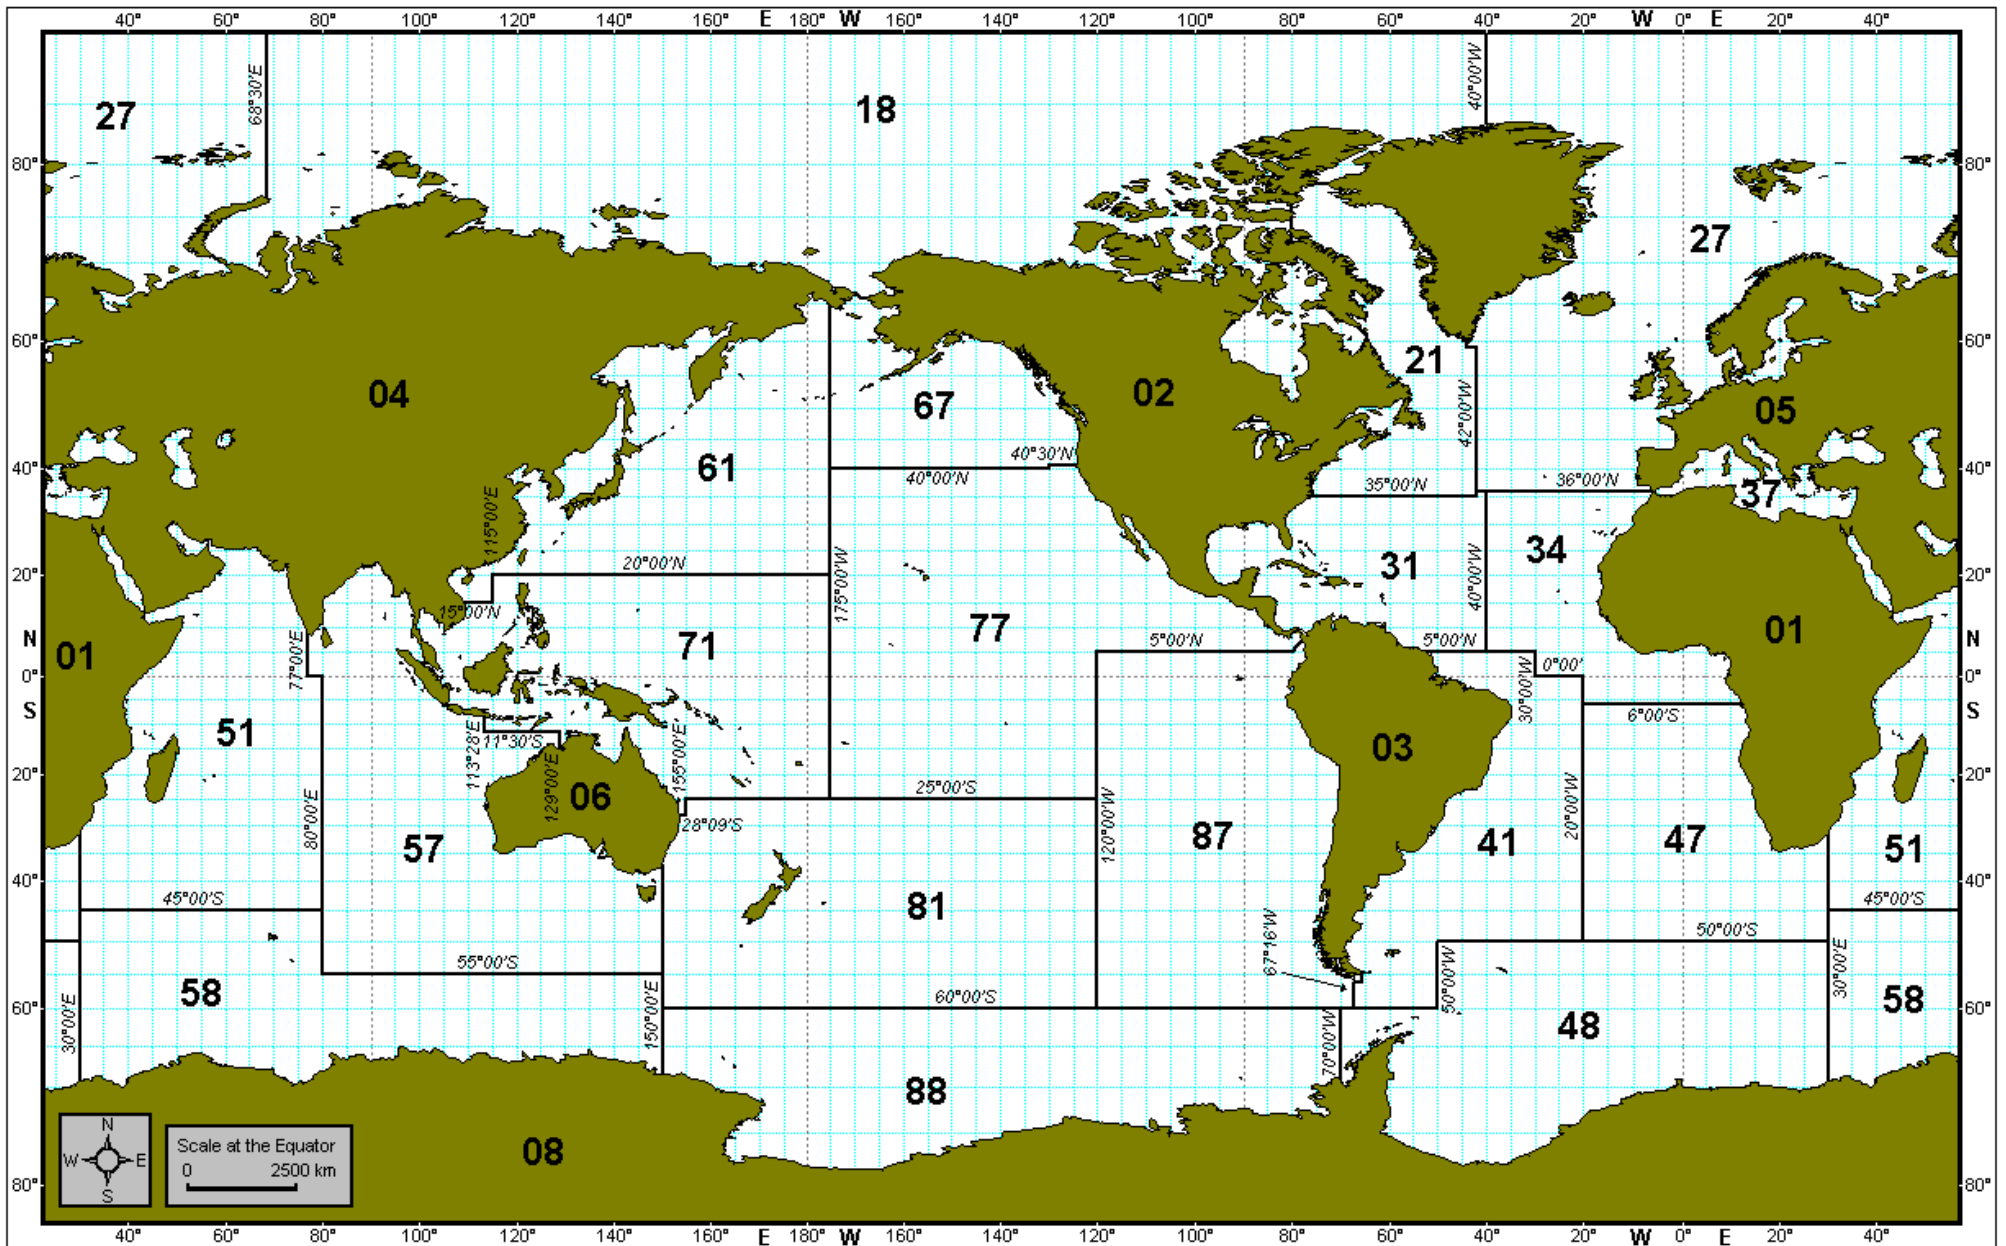 40° 60° 80° 100° 120° 140° 160° E 180° W 160° 140° 120° 100° 80° 60° 40° 20° W 0° E 20° 40°
68°30'E
40°00'W
27
18
80°
80°
27
60°
60°
21
04
67
02
42°00'W
05
40°30'N
40°
61
40°00'N
35°00'N
36°00'N
37
40°
115°00'E
34
31
20°
20°00'N
175°00'W
40°00'W
20°
15°00'N
N
01
77°00'E
71
77
5°00'N
5°00'N
01
N
0°
30°00'W
0°00'
0°
S
6°00'S
S
51
113°28'E
11°30'S
155°00'E
03
20°
129°00'E
06
25°00'S
20°
80°00'E
28°09'S
120°00'W
20°00'W
57
87
41
47
51
40°
40°
45°00'S
81
67°16'W
45°00'S
50°00'S
55°00'S
50°00'W
30°00'E
58
60°00'S
58
60°
30°00'E
150°00'E
70°00'W
48
60°
88
N
W E
S
Scale at the Equator
0 2500 km
08
80°
80°
40° 60° 80° 100° 120° 140° 160° E 180° W 160° 140° 120° 100° 80° 60° 40° 20° W 0° E 20° 40°